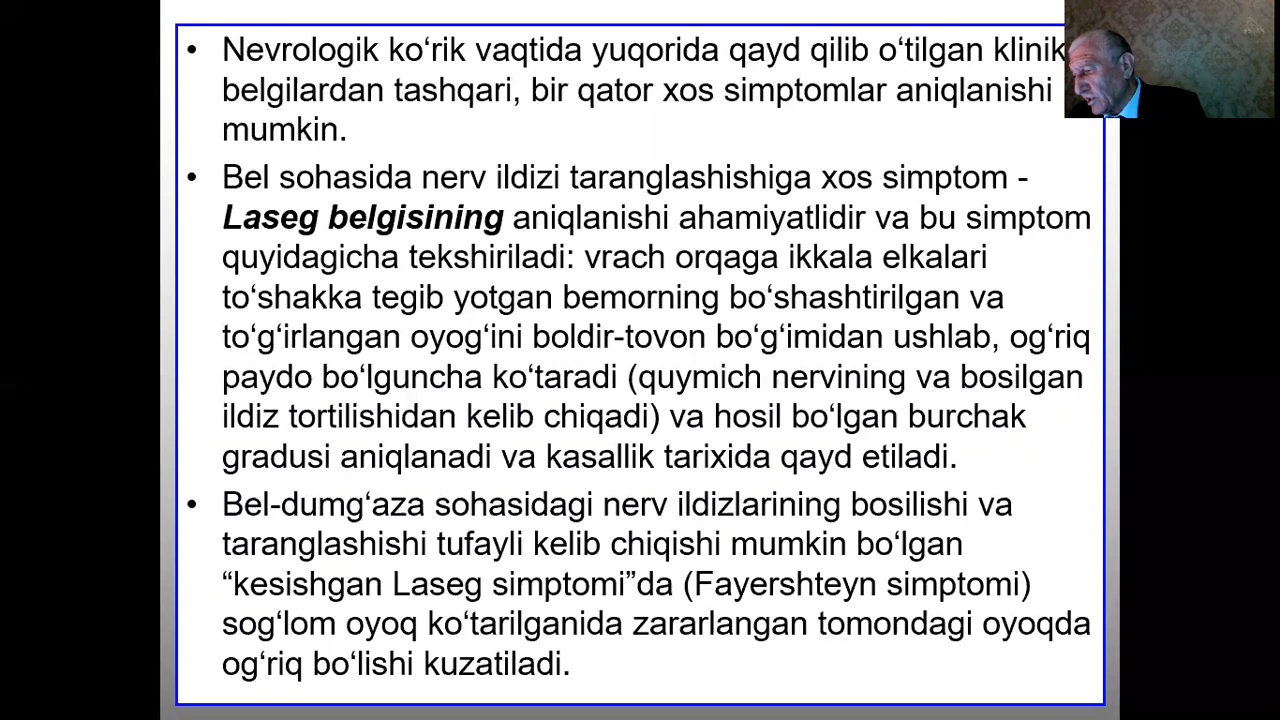 • Nevrologik ko‘rik vaqtida yuqorida qayd qilib o‘tilgan klinik
belgilardan tashqari, bir qator xos simptomlar aniqlanishi
mumkin.
• Bel sohasida nerv ildizi taranglashishiga xos simptom -
Laseg belgisining aniqlanishi ahamiyatlidir va bu simptom
quyidagicha tekshiriladi: vrach orqaga ikkala elkalari
to‘shakka tegib yotgan bemorning bo‘shashtirilgan va
to‘g‘irlangan oyog‘ini boldir-tovon bo‘g‘imidan ushlab, og‘riq
paydo bo‘lguncha ko‘taradi (quymich nervining va bosilgan
ildiz tortilishidan kelib chiqadi) va hosil bo‘lgan burchak
gradusi aniqlanadi va kasallik tarixida qayd etiladi.
• Bel-dumg‘aza sohasidagi nerv ildizlarining bosilishi va
taranglashishi tufayli kelib chiqishi mumkin bo‘lgan
“kesishgan Laseg simptomi”da (Fayershteyn simptomi)
sog‘lom oyoq ko‘tarilganida zararlangan tomondagi oyoqda
og‘riq bo‘lishi kuzatiladi.